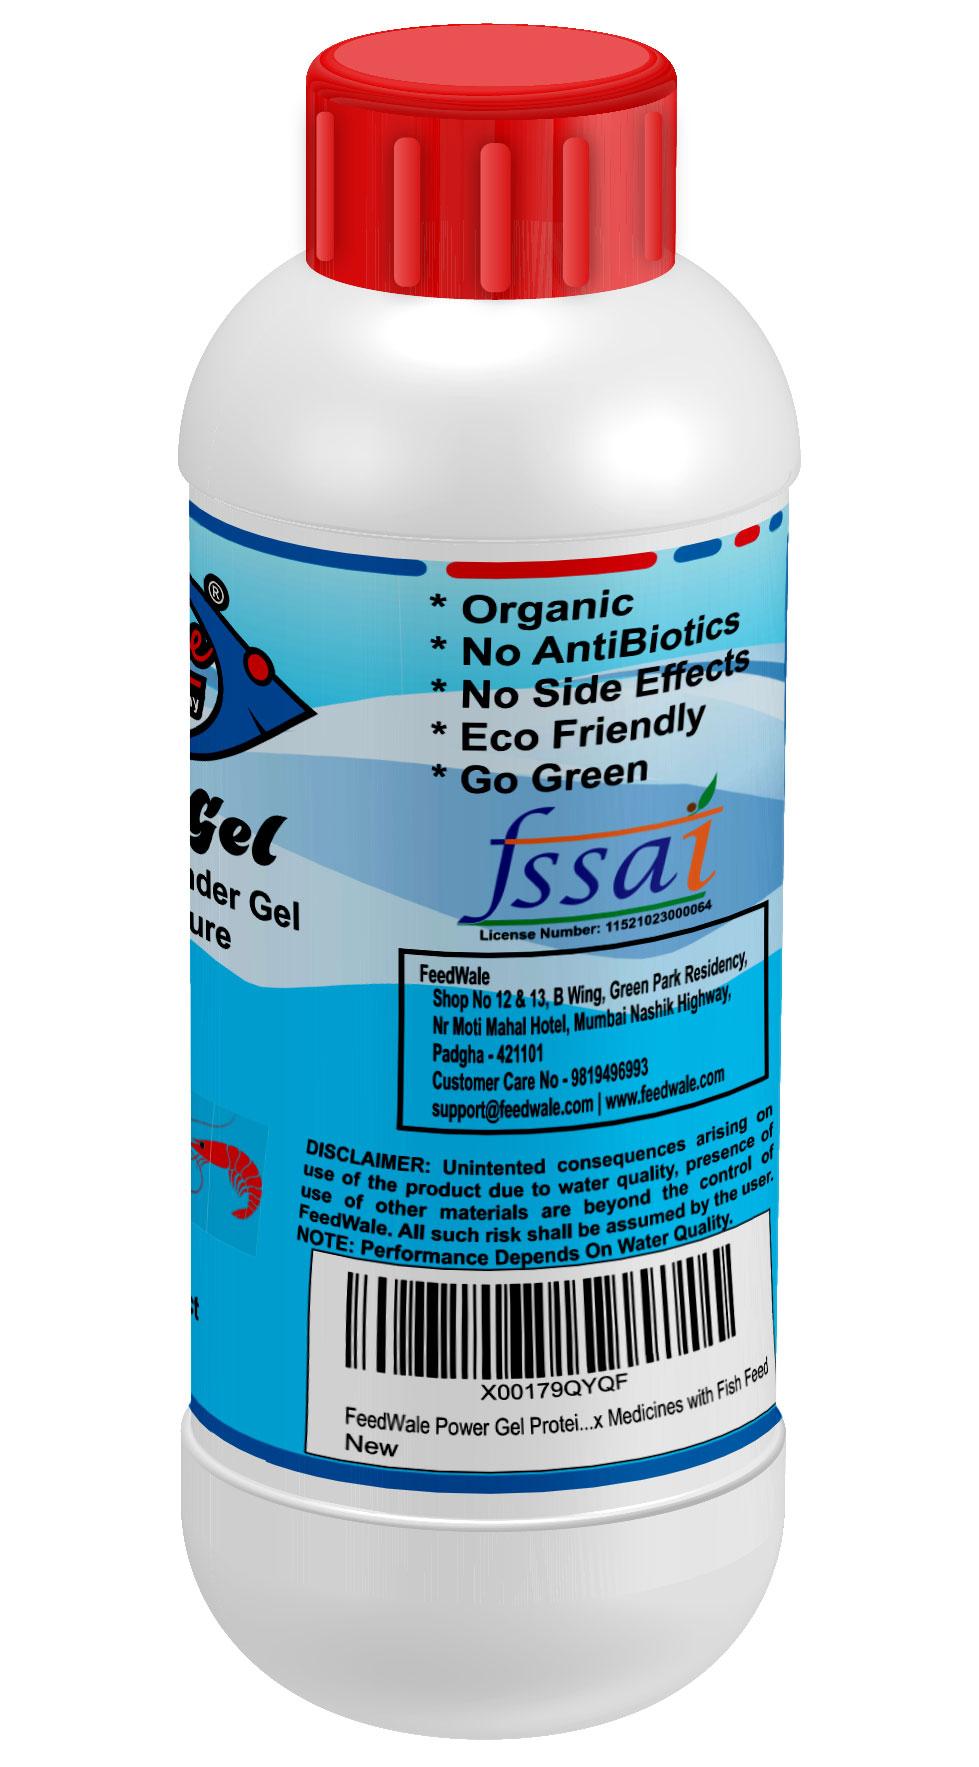 ®
Gel
Gel
ure
* Organic
* No AntiBiotics
* No Side Effects
* Eco Friendly
* Go Green
fssai
License Number: 11521023000064
FeedWale
Shop No 12 & 13, B Wing, Green Park Residency,
Nr Moti Mahal Hotel, Mumbai Nashik Highway,
Padgha - 421101
Customer Care No - 9819496993
support@feedwale.com | www.feedwale.com
DISCLAIMER: Unintented consequences arising on
use of the product due to water quality, presence of
use of other materials are beyond the control of
FeedWale. All such risk shall be assumed by the user.
NOTE: Performance Depends On Water Quality.
X00179QYQF
FeedWale Power Gel Protei...x Medicines with Fish Feed
New